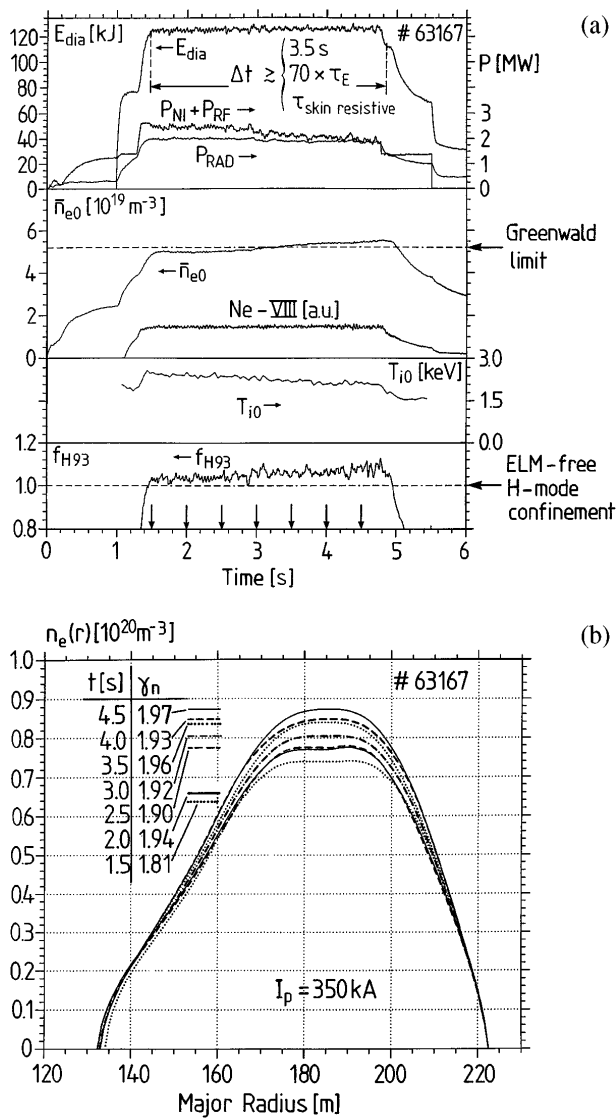 (a)
E_dia [kJ]
# 63167
120
100
80
60
40
20
0
E_dia
Δt ≳ { 3.5 s
70 × τ_E
τ_skin resistive
P [MW]
3
2
1
0
P_NI + P_RF →
P_RAD →
n̄_e0 [10^19 m^-3]
6
4
2
0
Greenwald
limit
← n̄_e0
Ne – VIII [a.u.]
T_i0 [keV]
3.0
1.5
0.0
T_i0 →
f_H93
← f_H93
1.2
1.0
0.8
ELM-free
H-mode
confinement
0 1 2 3 4 5 6
Time [s]
(b)
n_e(r) [10^20 m^-3]
# 63167
1.0
0.9
0.8
0.7
0.6
0.5
0.4
0.3
0.2
0.1
0
t [s] γ_n
4.5 1.97
4.0 1.93
3.5 1.96
3.0 1.92
2.5 1.90
2.0 1.94
1.5 1.81
I_p = 350 kA
120 140 160 180 200 220
Major Radius [m]